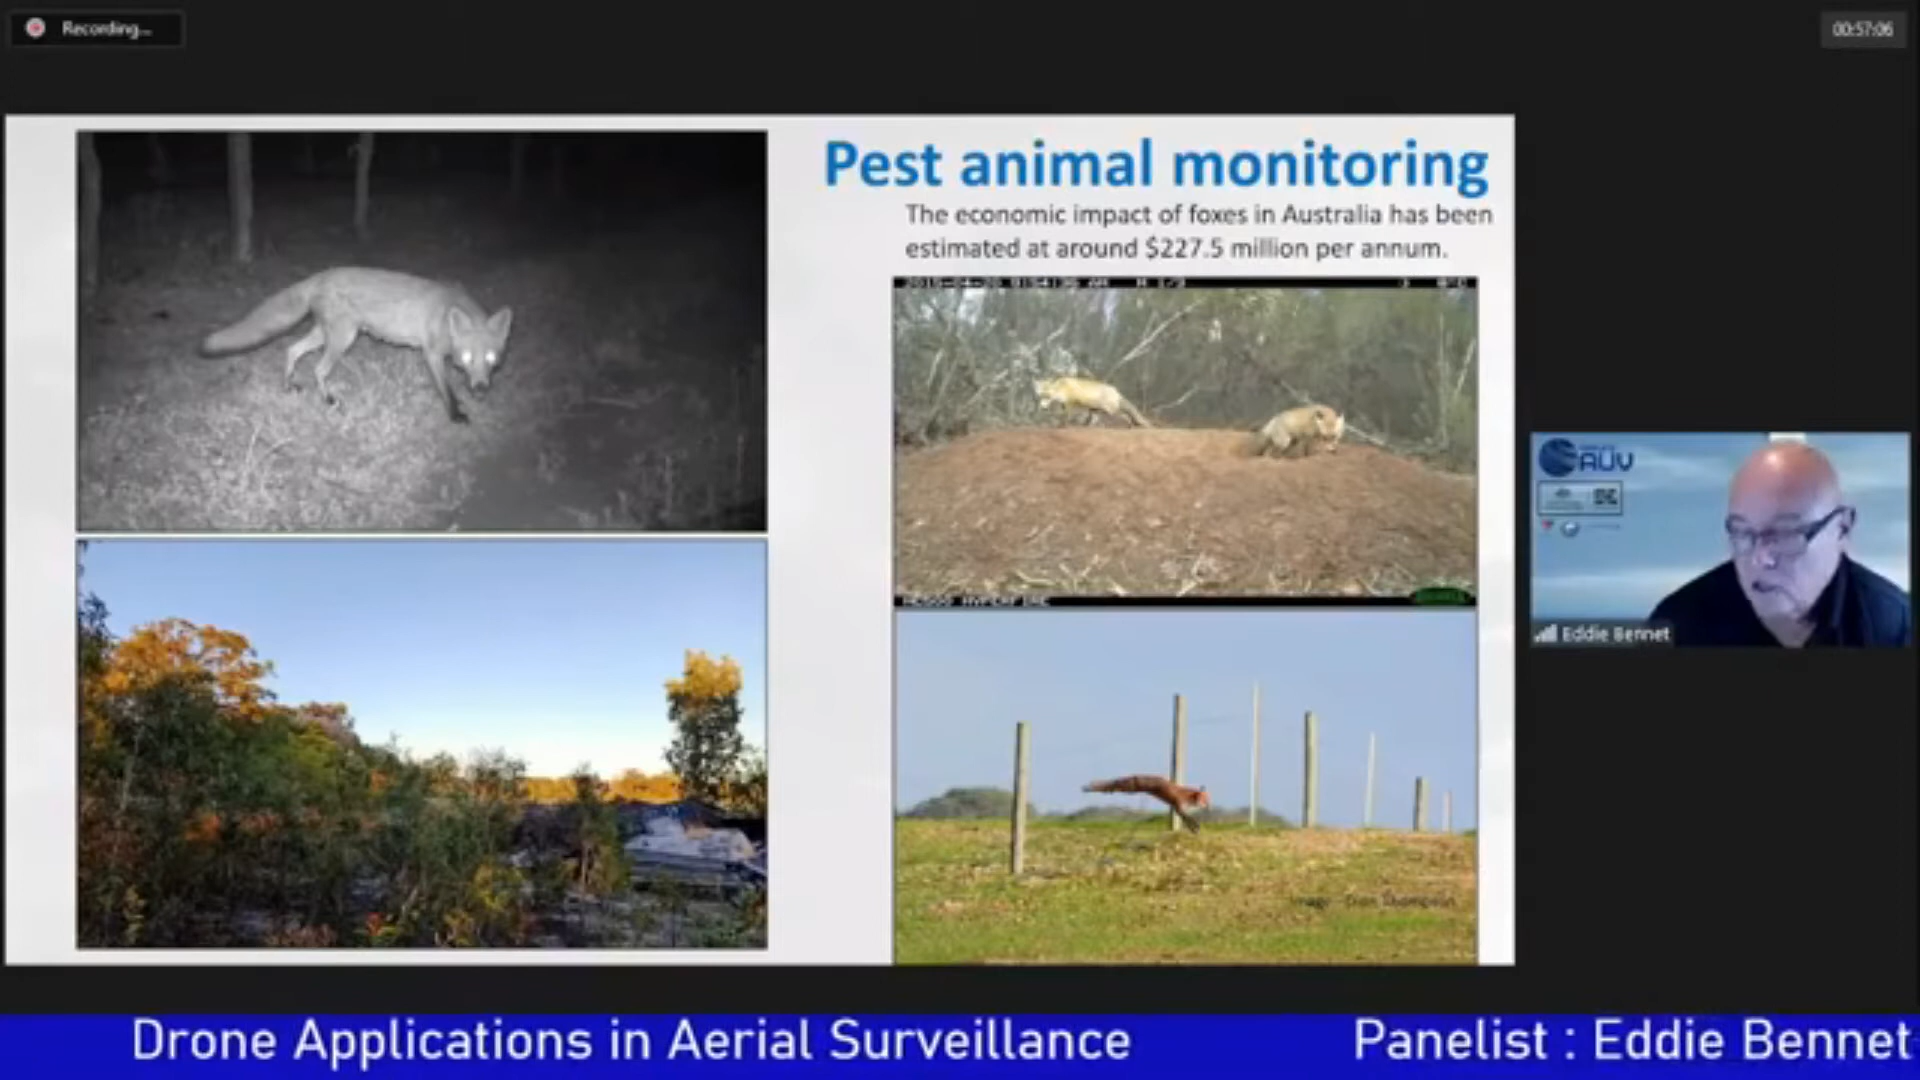 Recording...
00:57:06
Pest animal monitoring
The economic impact of foxes in Australia has been
estimated at around $227.5 million per annum.
AUV
Eddie Bennet
Drone Applications in Aerial Surveillance
Panelist : Eddie Bennet